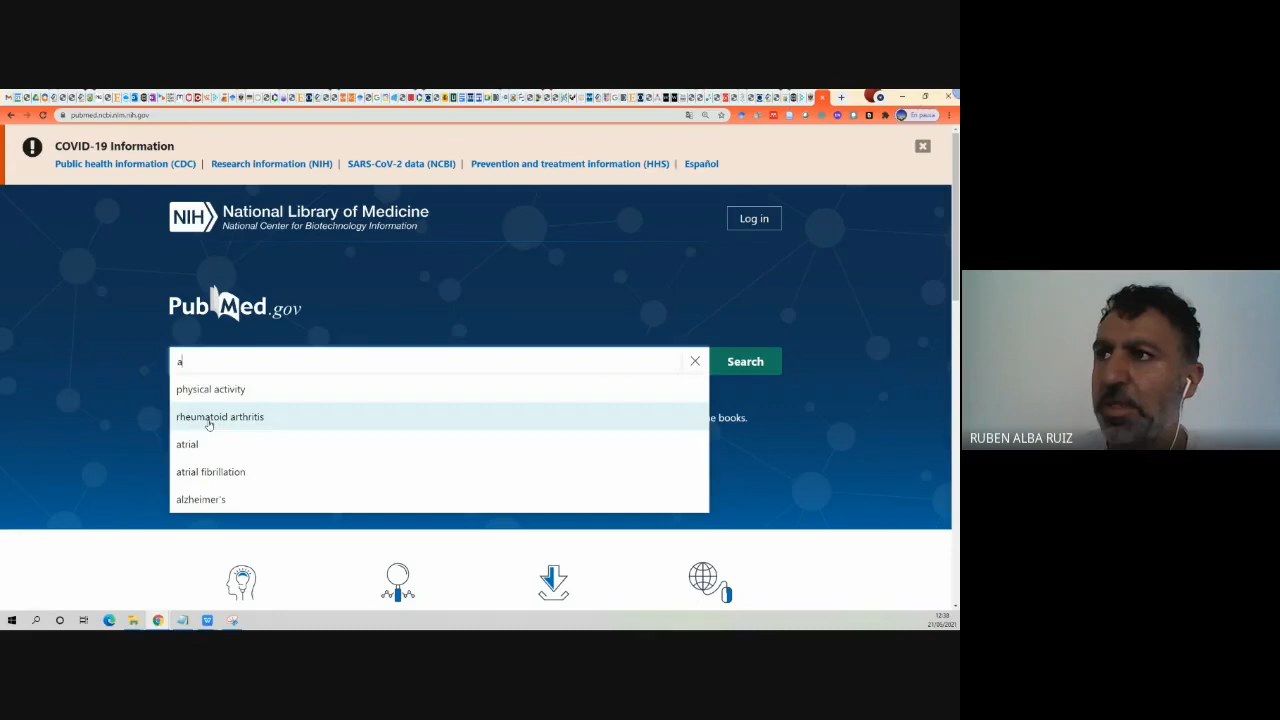 pubmed.ncbi.nlm.nih.gov
En pausa
COVID-19 Information
Public health information (CDC) | Research information (NIH) | SARS-CoV-2 data (NCBI) | Prevention and treatment information (HHS) | Español
NIH National Library of Medicine
National Center for Biotechnology Information
Log in
PubMed.gov
a
Search
physical activity
rheumatoid arthritis
e books.
atrial
atrial fibrillation
alzheimer's
RUBEN ALBA RUIZ
12:38
21/05/2021